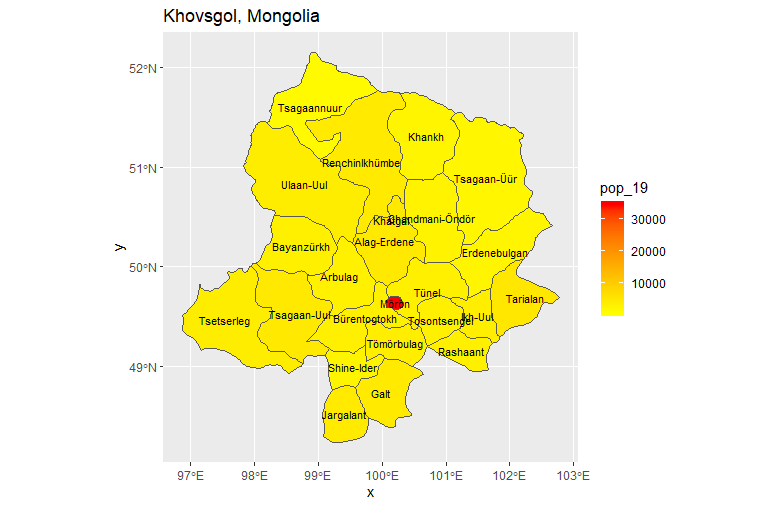 Khovsgol, Mongolia
52°N
51°N
50°N
49°N
y
Tsagaannuur
Khankh
Renchinlkhümbe
Tsagaan-Üür
Ulaan-Uul
Khatgal
Chandmani-Öndör
Alag-Erdene
Bayanzürkh
Erdenebulgan
Arbulag
Tünel
Tarialan
Mörön
Tsagaan-Uul
Bürentogtokh
Ikh-Uul
Tsetserleg
Tosontsengel
Tömörbulag
Rashaant
Shine-Ider
Galt
Jargalant
97°E
98°E
99°E
100°E
101°E
102°E
103°E
x
pop_19
30000
20000
10000